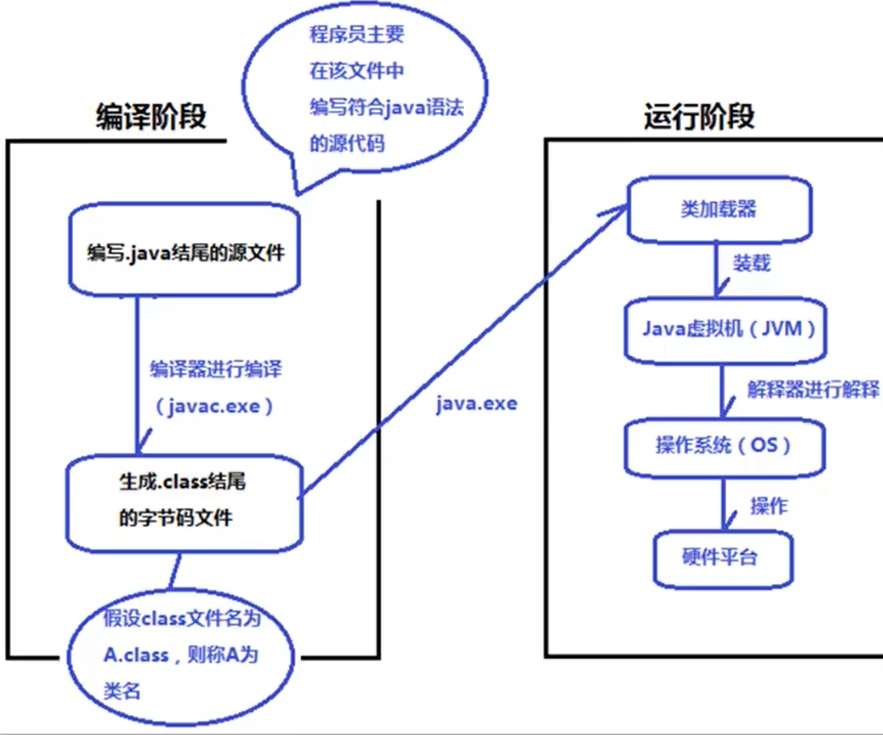 程序员主要
在该文件中
编写符合java语法
的源代码
编译阶段
编写.java结尾的源文件
编译器进行编译
（javac.exe）
生成.class结尾
的字节码文件
假设class文件名为
A.class，则称A为
类名
java.exe
运行阶段
类加载器
装载
Java虚拟机（JVM）
解释器进行解释
操作系统（OS）
操作
硬件平台